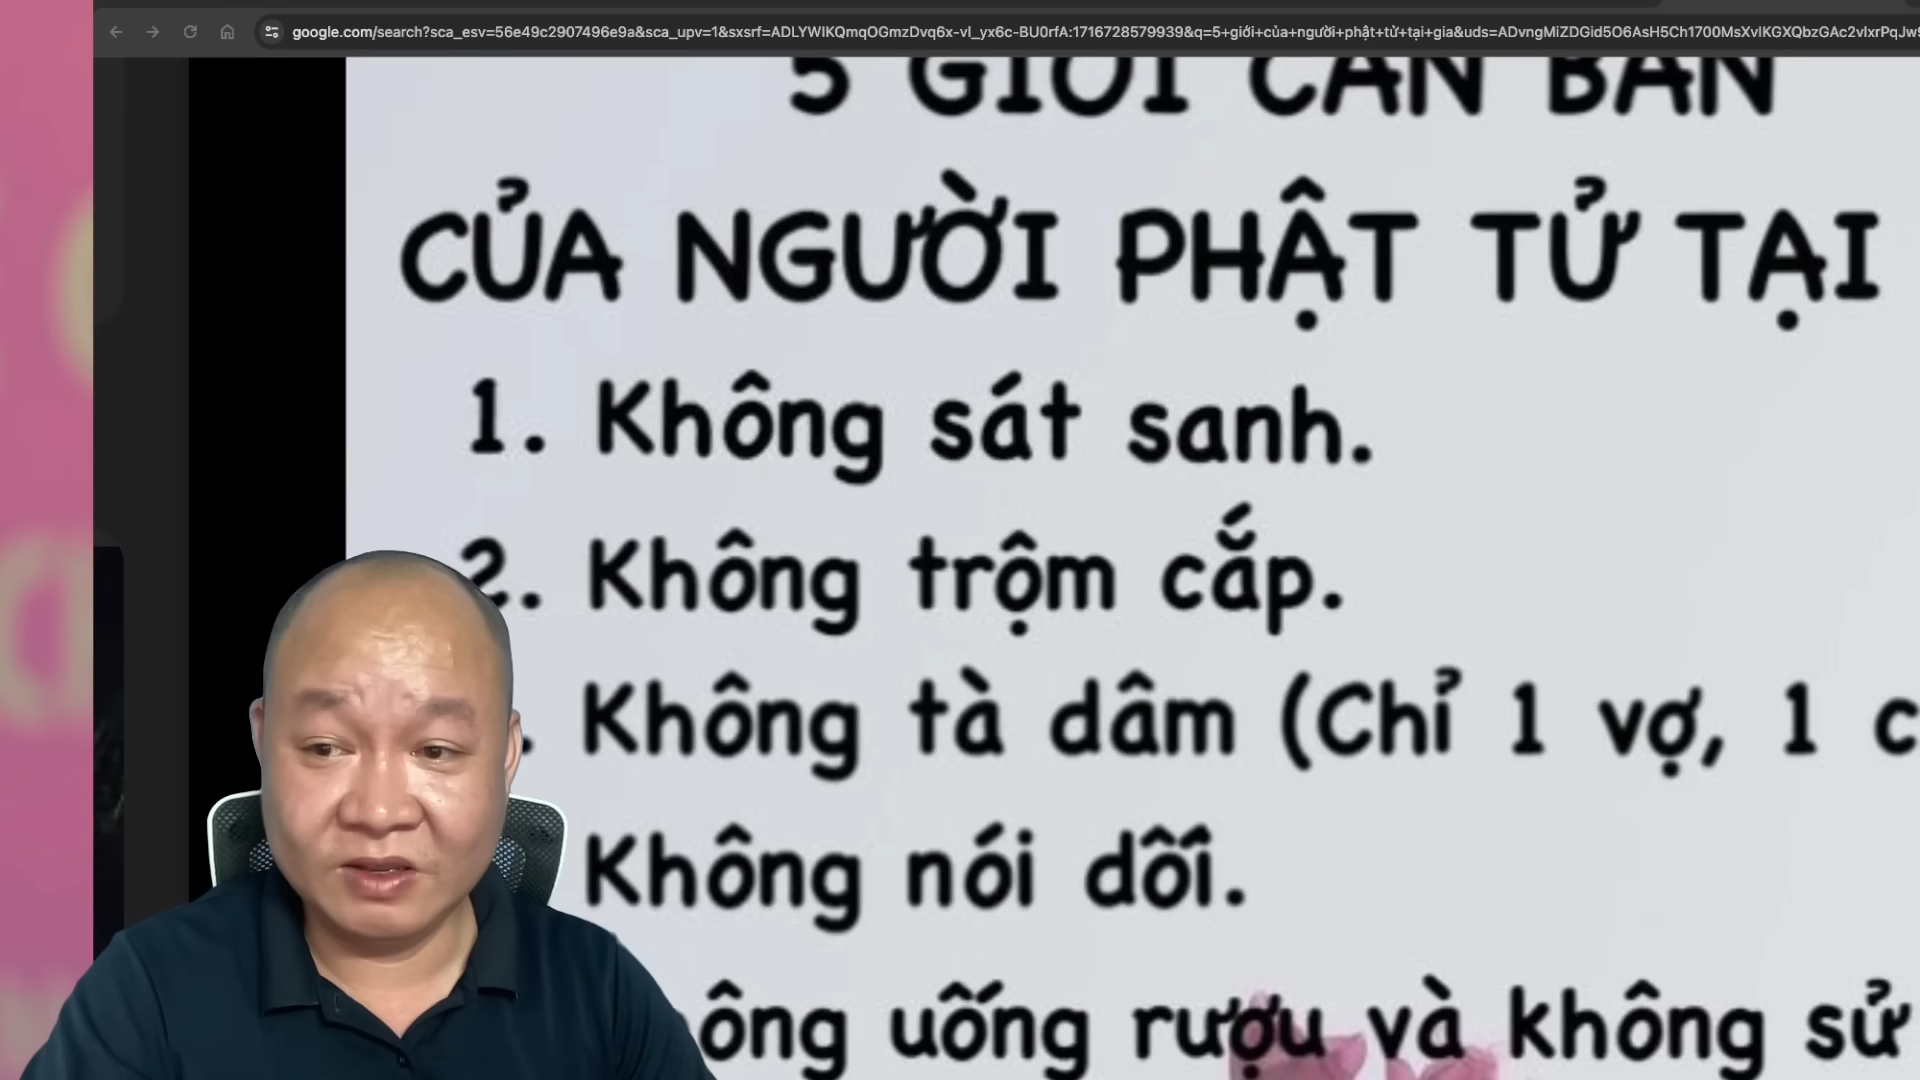 google.com/search?sca_esv=56e49c2907496e9a&sca_upv=1&sxsrf=ADLYWIKQmqOGmzDvq6x-vl_yx6c-BU0rfA:1716728579939&q=5+giới+của+người+phật+tử+tại+gia&uds=ADvngMiZDGid5O6AsH5Ch1700MsXvlKGXQbzGAc2vlxrPqJw9
5 GIỚI CĂN BẢN
CỦA NGƯỜI PHẬT TỬ TẠI
1. Không sát sanh.
2. Không trộm cắp.
. Không tà dâm (Chỉ 1 vợ, 1 c
Không nói dối.
ông uống rượu và không sử